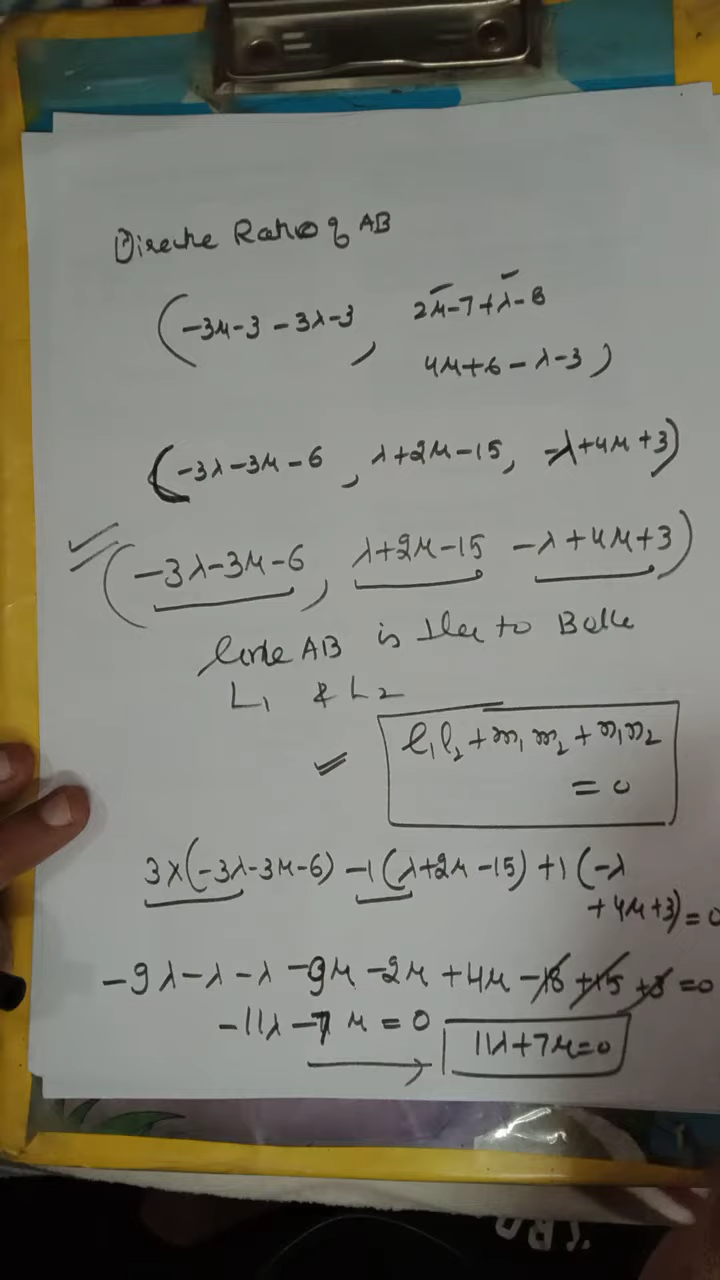 Directie Ratio of AB
(-3μ-3-3λ-3, 2μ-7+λ-8
4μ+6-λ-3)
(-3λ-3μ-6, λ+2μ-15, -λ+4μ+3)
(-3λ-3μ-6, λ+2μ-15 -λ+4μ+3)
line AB is to Both
L₁ & L₂
l₁l₂+m₁m₂+n₁n₂
=0
3×(-3λ-3μ-6)-1(λ+2μ-15)+1(-λ
+4μ+3)=0
-9λ-λ-λ-9μ-2μ+4μ-18+15+3=0
-11λ-7μ=0 11λ+7μ=0